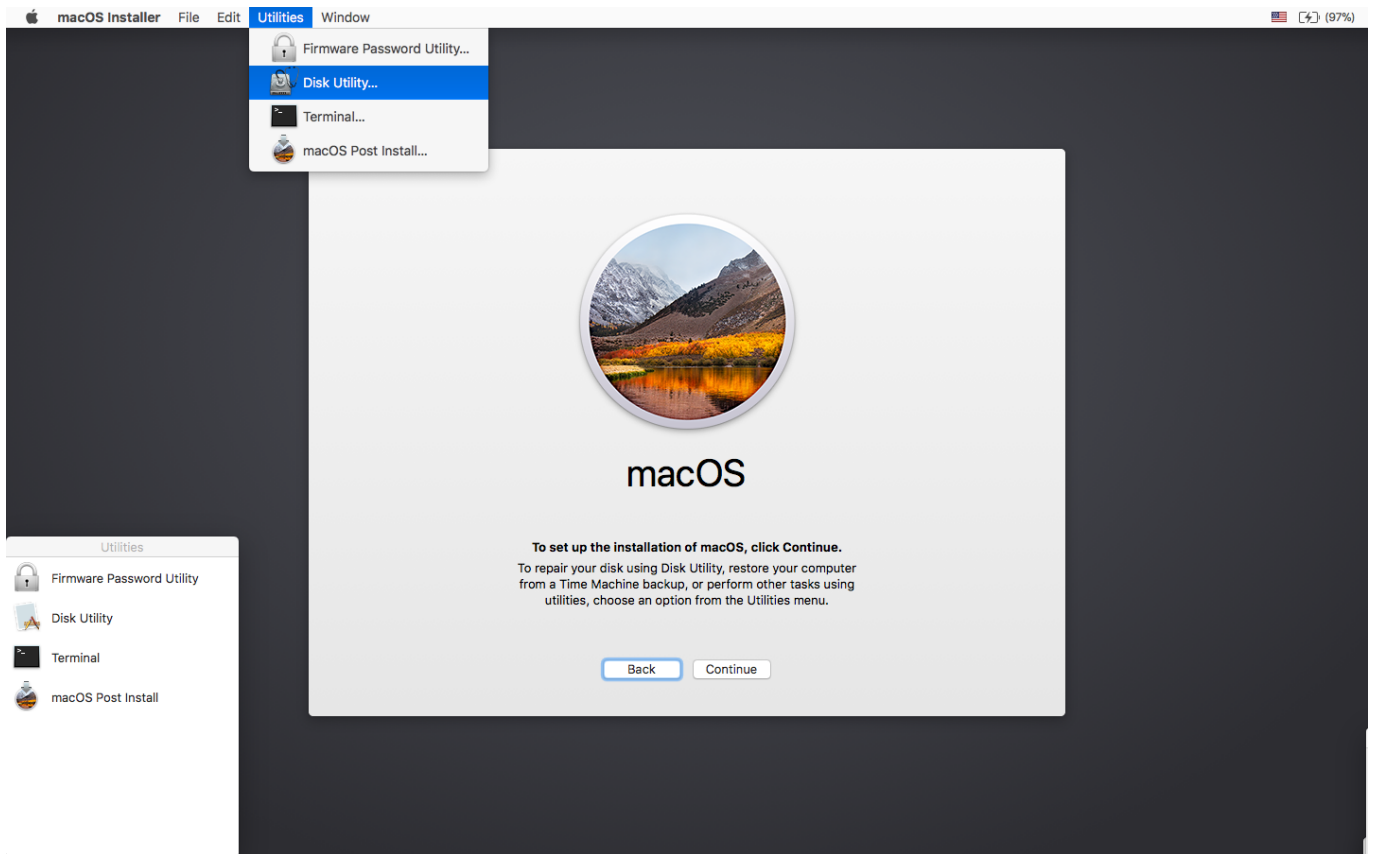 macOS Installer File Edit Utilities Window (97%)
Firmware Password Utility...
Disk Utility...
Terminal...
macOS Post Install...
macOS
To set up the installation of macOS, click Continue.
To repair your disk using Disk Utility, restore your computer
from a Time Machine backup, or perform other tasks using
utilities, choose an option from the Utilities menu.
Back Continue
Utilities
Firmware Password Utility
Disk Utility
Terminal
macOS Post Install